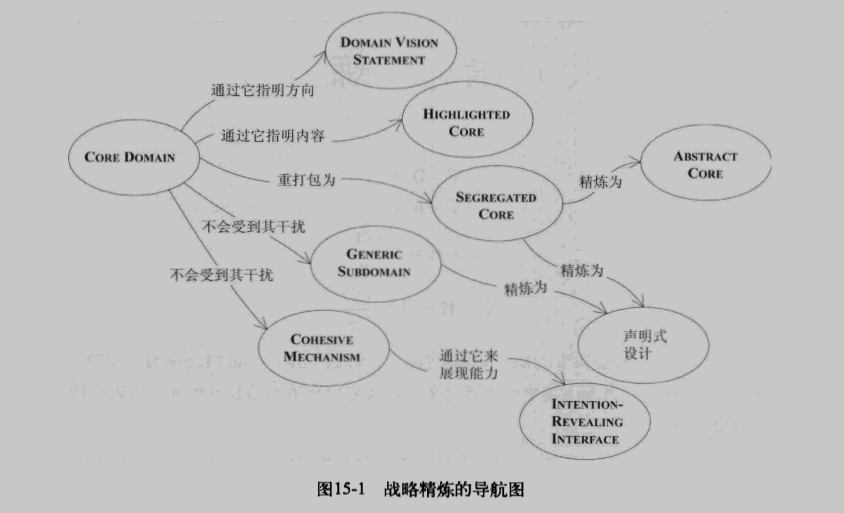 DOMAIN VISION
STATEMENT
通过它指明方向
HIGHLIGHTED
CORE
通过它指明内容
CORE DOMAIN
ABSTRACT
CORE
重打包为
精炼为
SEGREGATED
CORE
不会受到其干扰
GENERIC
SUBDOMAIN
不会受到其干扰
精炼为
精炼为
声明式
设计
COHESIVE
MECHANISM
通过它来
展现能力
INTENTION-
REVEALING
INTERFACE
图15-1 战略精炼的导航图